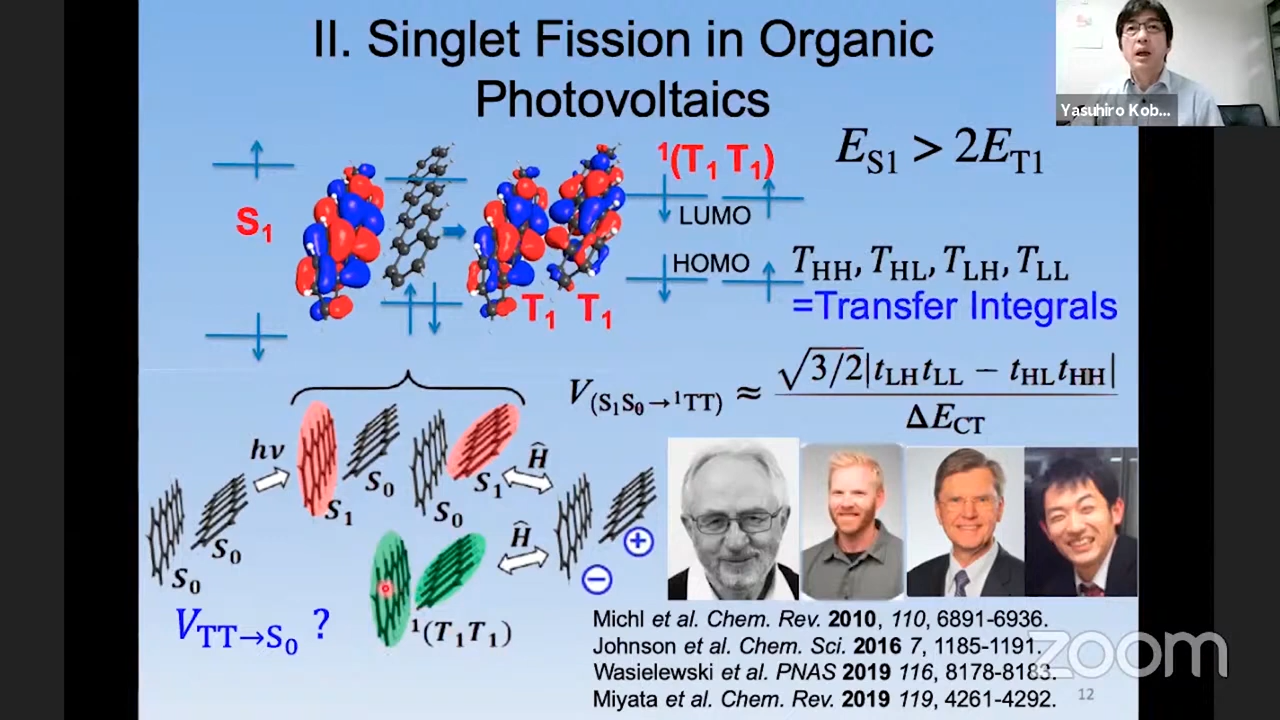 II. Singlet Fission in Organic
Photovoltaics
Yasuhiro Kob...
E_S1 > 2E_T1
¹(T₁ T₁)
S₁
LUMO
HOMO
T_HH, T_HL, T_LH, T_LL
=Transfer Integrals
T₁ T₁
V_(S₁S₀→¹TT) ≈ √3/2|t_LH t_LL − t_HL t_HH| / ΔE_CT
hν
S₁
S₀
S₀
S₁
Ĥ
S₀
S₀
Ĥ
+
−
V_TT→S₀ ?
¹(T₁T₁)
Michl et al. Chem. Rev. 2010, 110, 6891-6936.
Johnson et al. Chem. Sci. 2016 7, 1185-1191.
Wasielewski et al. PNAS 2019 116, 8178-8183.
Miyata et al. Chem. Rev. 2019 119, 4261-4292.
12
zoom